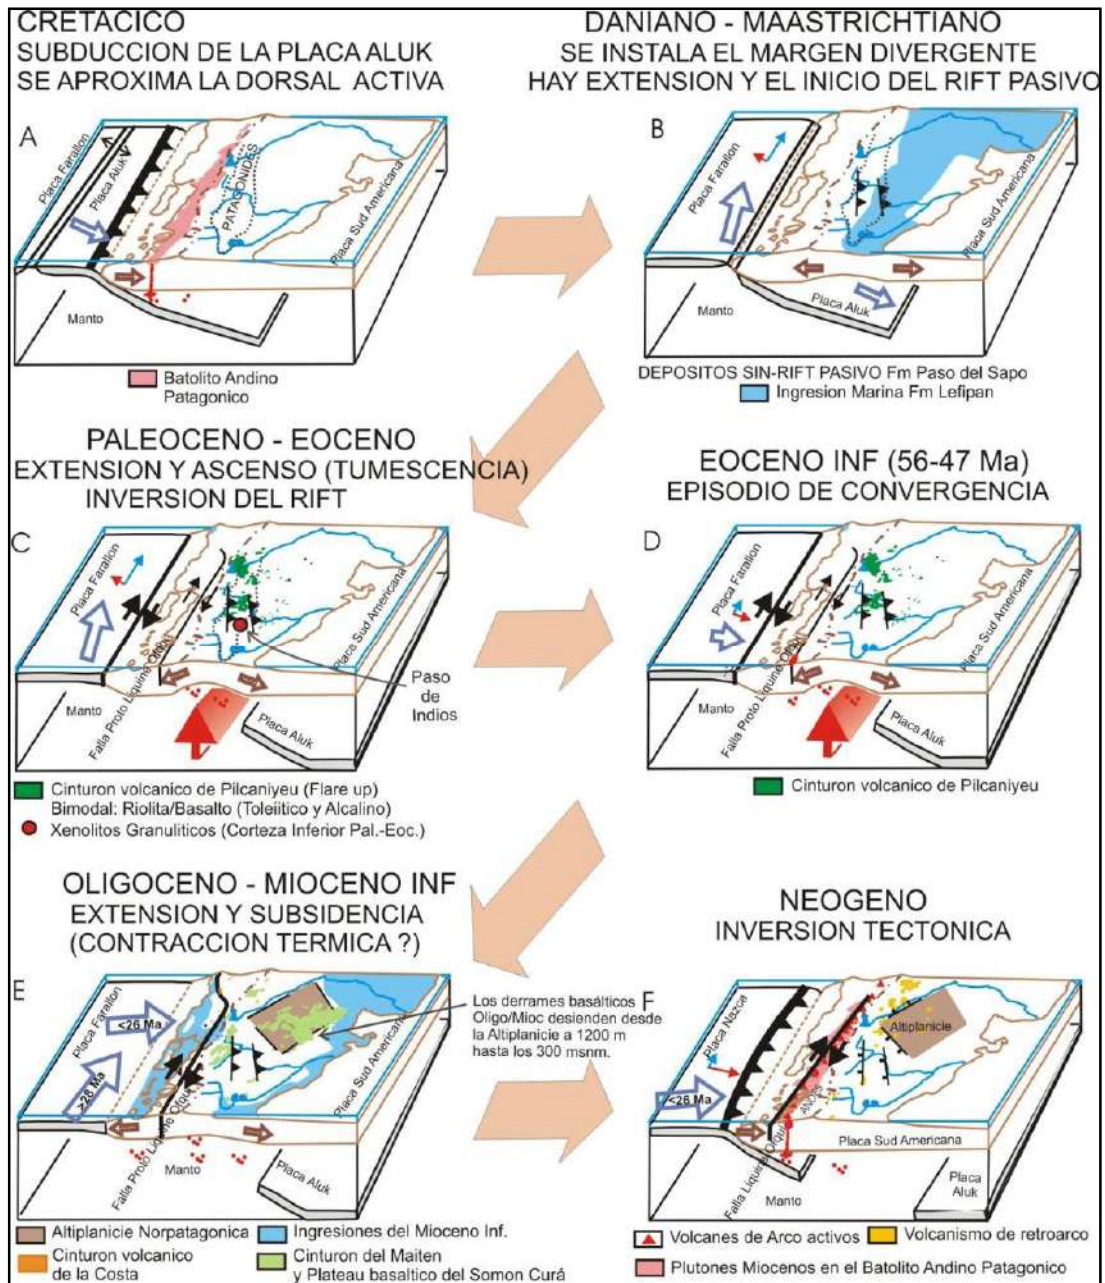 CRETACICO
SUBDUCCION DE LA PLACA ALUK
SE APROXIMA LA DORSAL ACTIVA
A
Placa Farallon
Placa Aluk
PATAGONIDES
Placa Sud Americana
Manto
Batolito Andino
Patagonico
DANIANO - MAASTRICHTIANO
SE INSTALA EL MARGEN DIVERGENTE
HAY EXTENSION Y EL INICIO DEL RIFT PASIVO
B
Placa Farallon
Placa Sud Americana
Manto
Placa Aluk
DEPOSITOS SIN-RIFT PASIVO Fm Paso del Sapo
Ingresion Marina Fm Lefipan
PALEOCENO - EOCENO
EXTENSION Y ASCENSO (TUMESCENCIA)
INVERSION DEL RIFT
C
Placa Farallon
Placa Sud Americana
Falla Proto Liquine Ofqui
Manto
Placa Aluk
Paso
de
Indios
Cinturon volcanico de Pilcaniyeu (Flare up)
Bimodal: Riolita/Basalto (Toleiitico y Alcalino)
Xenolitos Granuliticos (Corteza Inferior Pal.-Eoc.)
EOCENO INF (56-47 Ma)
EPISODIO DE CONVERGENCIA
D
Placa Farallon
Placa Sud Americana
Falla Proto Liquine Ofqui
Manto
Placa Aluk
Cinturon volcanico de Pilcaniyeu
OLIGOCENO - MIOCENO INF
EXTENSION Y SUBSIDENCIA
(CONTRACCION TERMICA ?)
E
Placa Farallon
<26 Ma
>28 Ma
Placa Sud Americana
Falla Proto Liquine Ofqui
Manto
Placa Aluk
Los derrames basálticos
Oligo/Mioc desienden desde
la Altiplanicie a 1200 m
hasta los 300 msnm.
Altiplanicie Norpatagonica
Ingresiones del Mioceno Inf.
Cinturon volcanico
de la Costa
Cinturon del Maiten
y Plateau basaltico del Somon Curá
NEOGENO
INVERSION TECTONICA
F
Placa Nazca
<26 Ma
Altiplanicie
ANDES
Falla Liquine Ofqui
Placa Sud Americana
Manto
Placa
Aluk
Volcanes de Arco activos
Volcanismo de retroarco
Plutones Miocenos en el Batolito Andino Patagonico